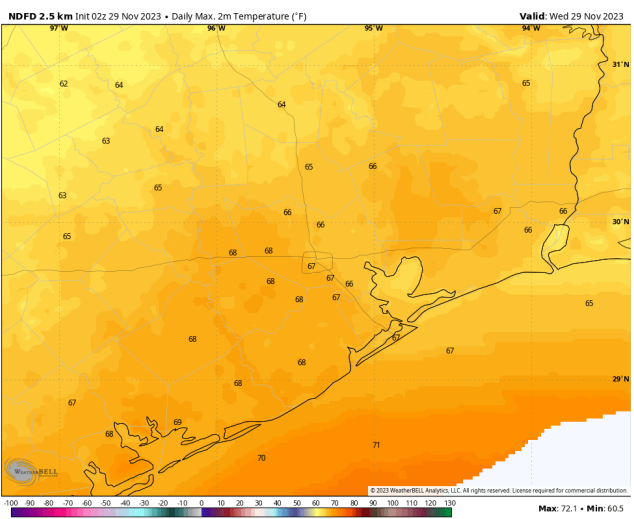 NDFD 2.5 km Init 02z 29 Nov 2023 • Daily Max. 2m Temperature (°F)
Valid: Wed 29 Nov 2023
97°W 96°W 95°W 94°W
31°N
62 64 65
64
64
63
65 66
65
63
66 67 66
66 66
65
30°N
68 68
67
68 67 66
68 67
65
68 67
67
68
29°N
68
67
69
68
71
70
WEATHERBELL
© 2023 WeatherBELL Analytics, LLC. All rights reserved. License required for commercial distribution.
-100 -90 -80 -70 -60 -50 -40 -30 -20 -10 0 10 20 30 40 50 60 70 80 90 100 110 120 130
Max: 72.1 • Min: 60.5